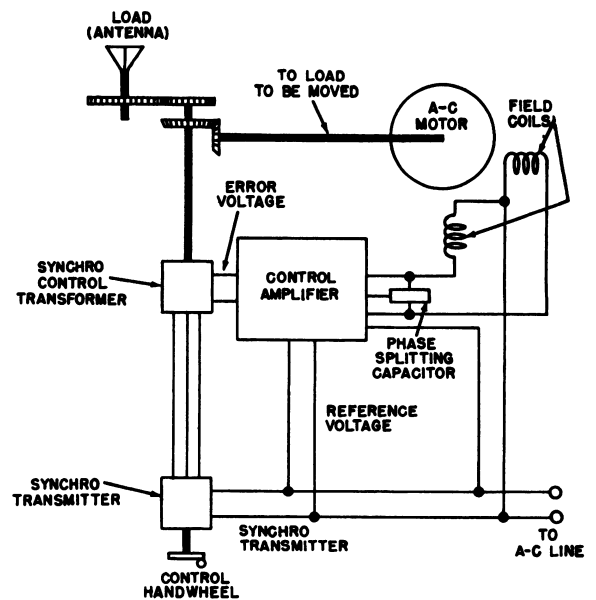 LOAD
(ANTENNA)
TO LOAD
TO BE MOVED
A-C
MOTOR
FIELD
COILS
ERROR
VOLTAGE
SYNCHRO
CONTROL
TRANSFORMER
CONTROL
AMPLIFIER
PHASE
SPLITTING
CAPACITOR
REFERENCE
VOLTAGE
SYNCHRO
TRANSMITTER
SYNCHRO
TRANSMITTER
TO
A-C LINE
CONTROL
HANDWHEEL